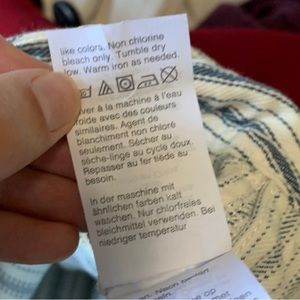 like colors. Non chlorine
bleach only. Tumble dry
low. Warm iron as needed.
ver à la machine à l'eau
froide avec des couleurs
similaires. Agent de
blanchiment non chloré
seulement. Sécher au
sèche-linge au cycle doux.
Repasser au fer tiède au
besoin.
In der maschine mit
ähnlichen farben kalt
waschen. Nur chlorfreies
bleichmittel verwenden. Bei
niedriger temperatur
Nach